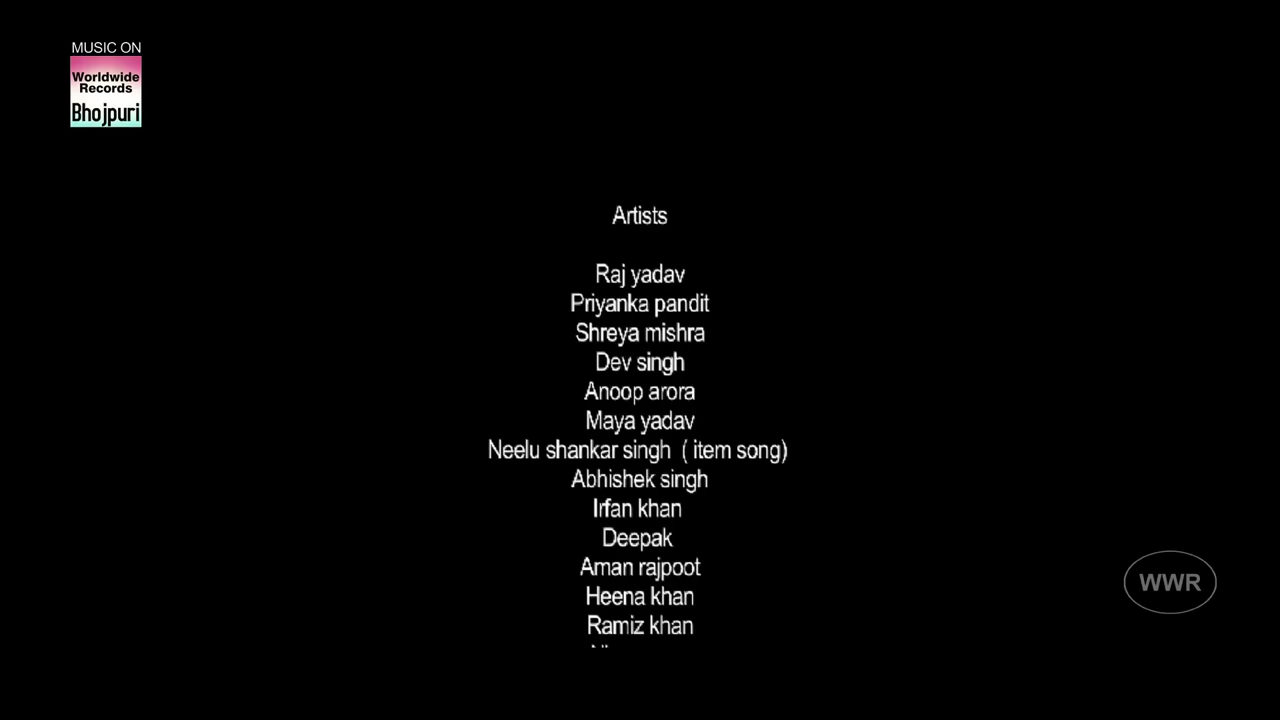 MUSIC ON
Worldwide
Records
Bhojpuri
Artists
Raj yadav
Priyanka pandit
Shreya mishra
Dev singh
Anoop arora
Maya yadav
Neelu shankar singh ( item song)
Abhishek singh
Irfan khan
Deepak
Aman rajpoot
Heena khan
Ramiz khan
WWR